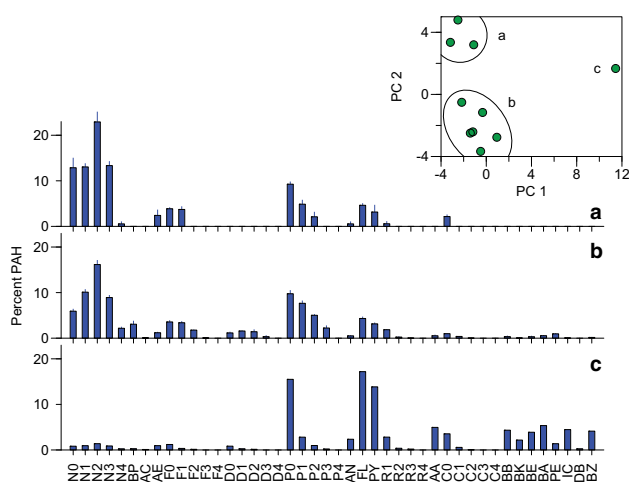 4
0
-4
PC 2
a
b
c
-4 0 4 8 12
PC 1
20
10
0
a
20
10
0
b
20
10
0
c
Percent PAH
N0 N1 N2 N3 N4 BP AC AE F0 F1 F2 F3 F4 D0 D1 D2 D3 D4 P0 P1 P2 P3 P4 AN FL PY R1 R2 R3 R4 AA C0 C1 C2 C3 C4 BB BK BE BA PE IC DB BZ